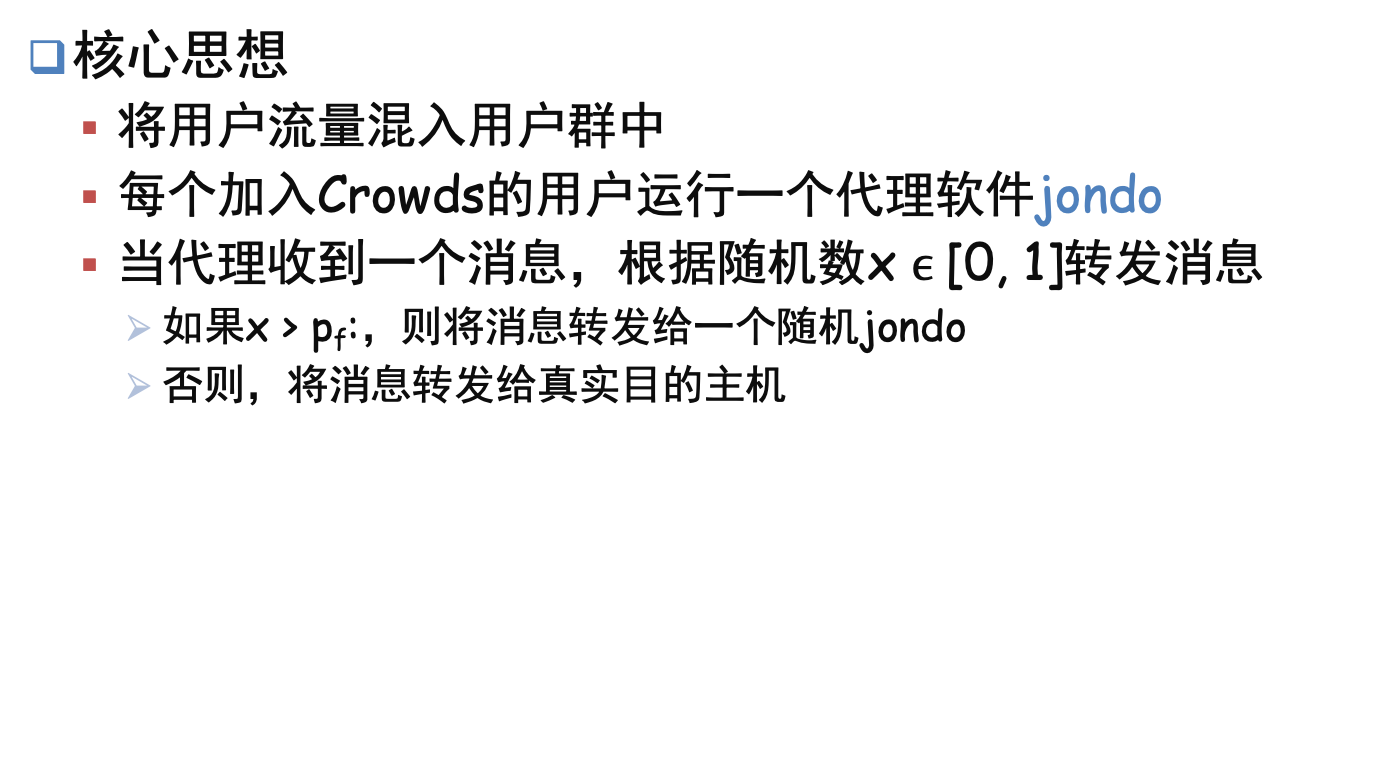 核心思想
将用户流量混入用户群中
每个加入Crowds的用户运行一个代理软件jondo
当代理收到一个消息，根据随机数x ϵ [0, 1]转发消息
如果x > pf:，则将消息转发给一个随机jondo
否则，将消息转发给真实目的主机